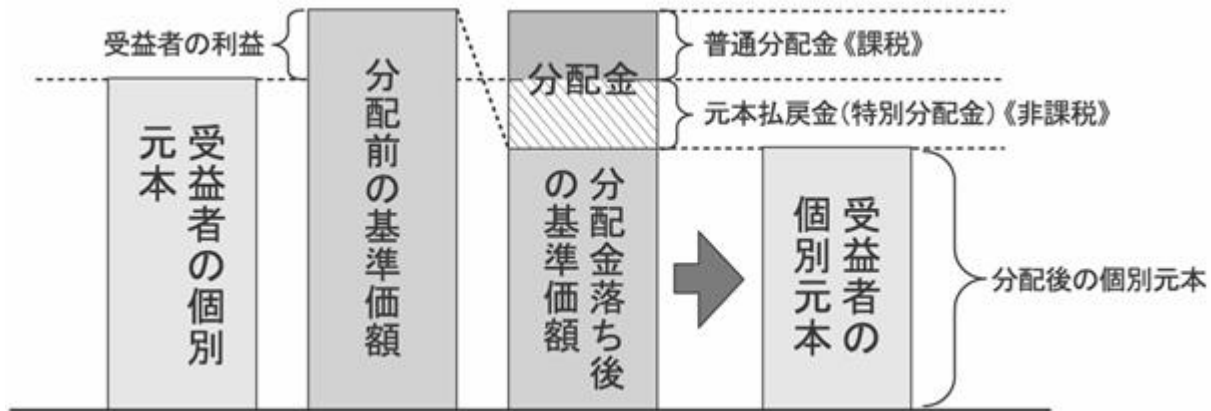 受益者の利益
受益者の個別
元本
分配前の基準価額
分配金
分配金落ち後
の基準価額
普通分配金《課税》
元本払戻金(特別分配金)《非課税》
受益者の
個別元本
分配後の個別元本